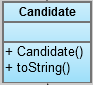 Candidate
+ Candidate()
+ toString()